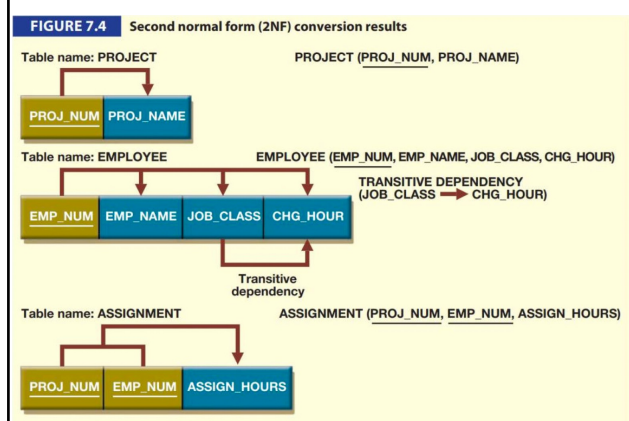 FIGURE 7.4 Second normal form (2NF) conversion results
Table name: PROJECT PROJECT (PROJ_NUM, PROJ_NAME)
PROJ_NUM PROJ_NAME
Table name: EMPLOYEE EMPLOYEE (EMP_NUM, EMP_NAME, JOB_CLASS, CHG_HOUR)
TRANSITIVE DEPENDENCY
(JOB_CLASS → CHG_HOUR)
EMP_NUM EMP_NAME JOB_CLASS CHG_HOUR
Transitive
dependency
Table name: ASSIGNMENT ASSIGNMENT (PROJ_NUM, EMP_NUM, ASSIGN_HOURS)
PROJ_NUM EMP_NUM ASSIGN_HOURS